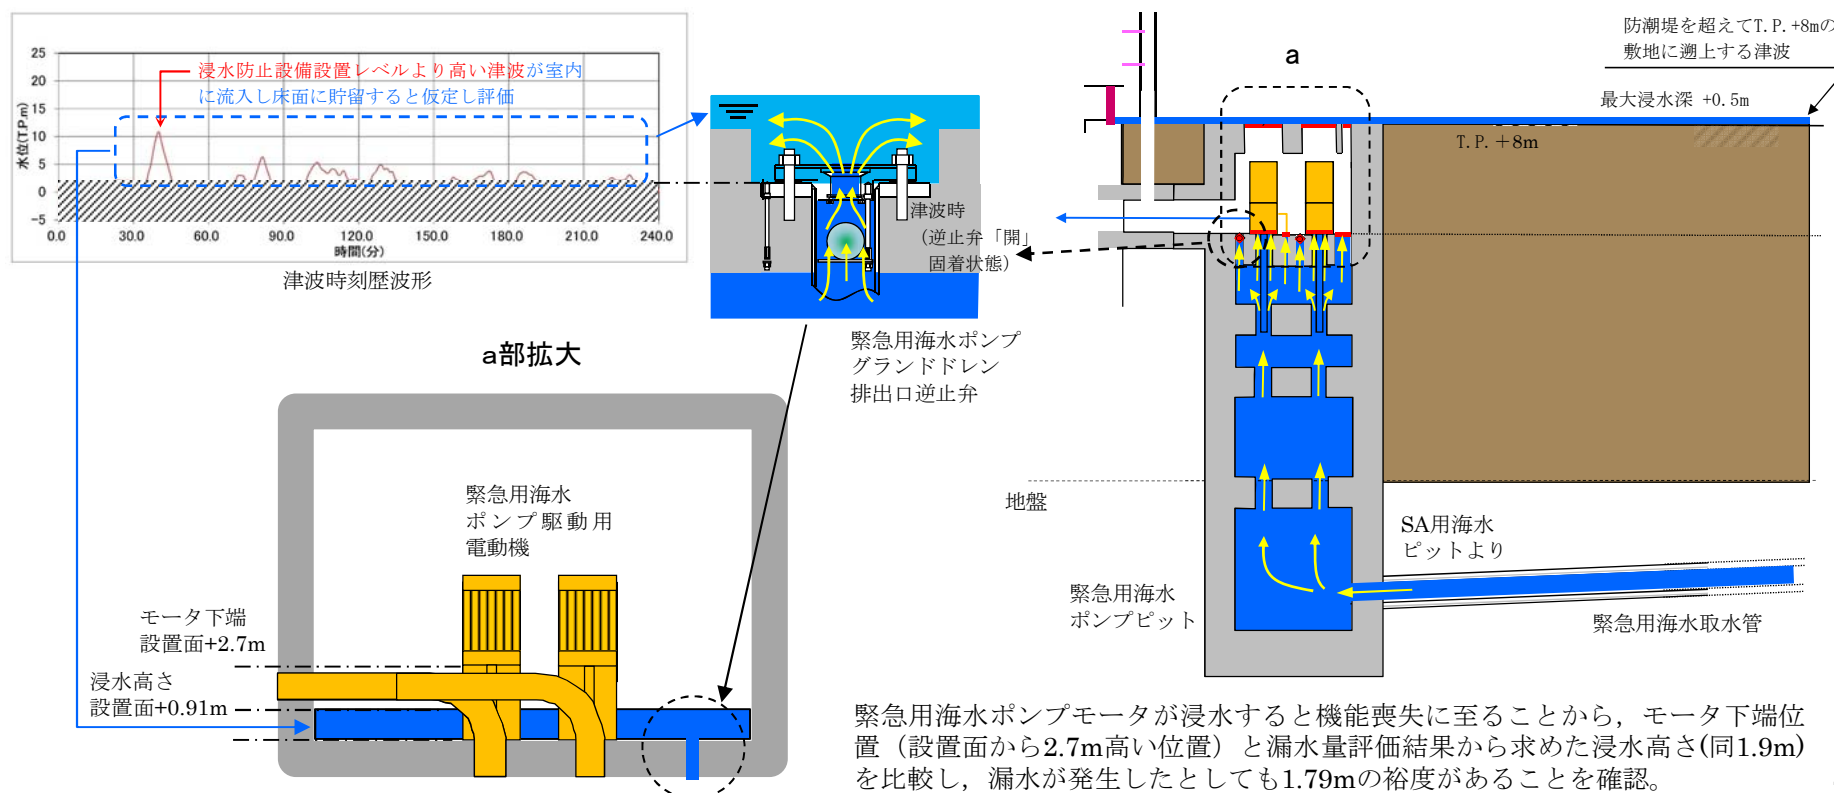 25
20
15
10
5
0
-5
水位(T.P.m)
0.0 30.0 60.0 90.0 120.0 150.0 180.0 210.0 240.0
時間(分)
浸水防止設備設置レベルより高い津波が室内
に流入し床面に貯留すると仮定し評価
津波時刻歴波形
津波時
(逆止弁「開」
固着状態)
緊急用海水ポンプ
グランドドレン
排出口逆止弁
a
防潮堤を超えてT.P.+8mの
敷地に遡上する津波
最大浸水深 +0.5m
T.P.+8m
地盤
SA用海水
ピットより
緊急用海水
ポンプピット
緊急用海水取水管
a部拡大
緊急用海水
ポンプ駆動用
電動機
モータ下端
設置面+2.7m
浸水高さ
設置面+0.91m
緊急用海水ポンプモータが浸水すると機能喪失に至ることから，モータ下端位
置（設置面から2.7m高い位置）と漏水量評価結果から求めた浸水高さ(同1.9m)
を比較し，漏水が発生したとしても1.79mの裕度があることを確認。